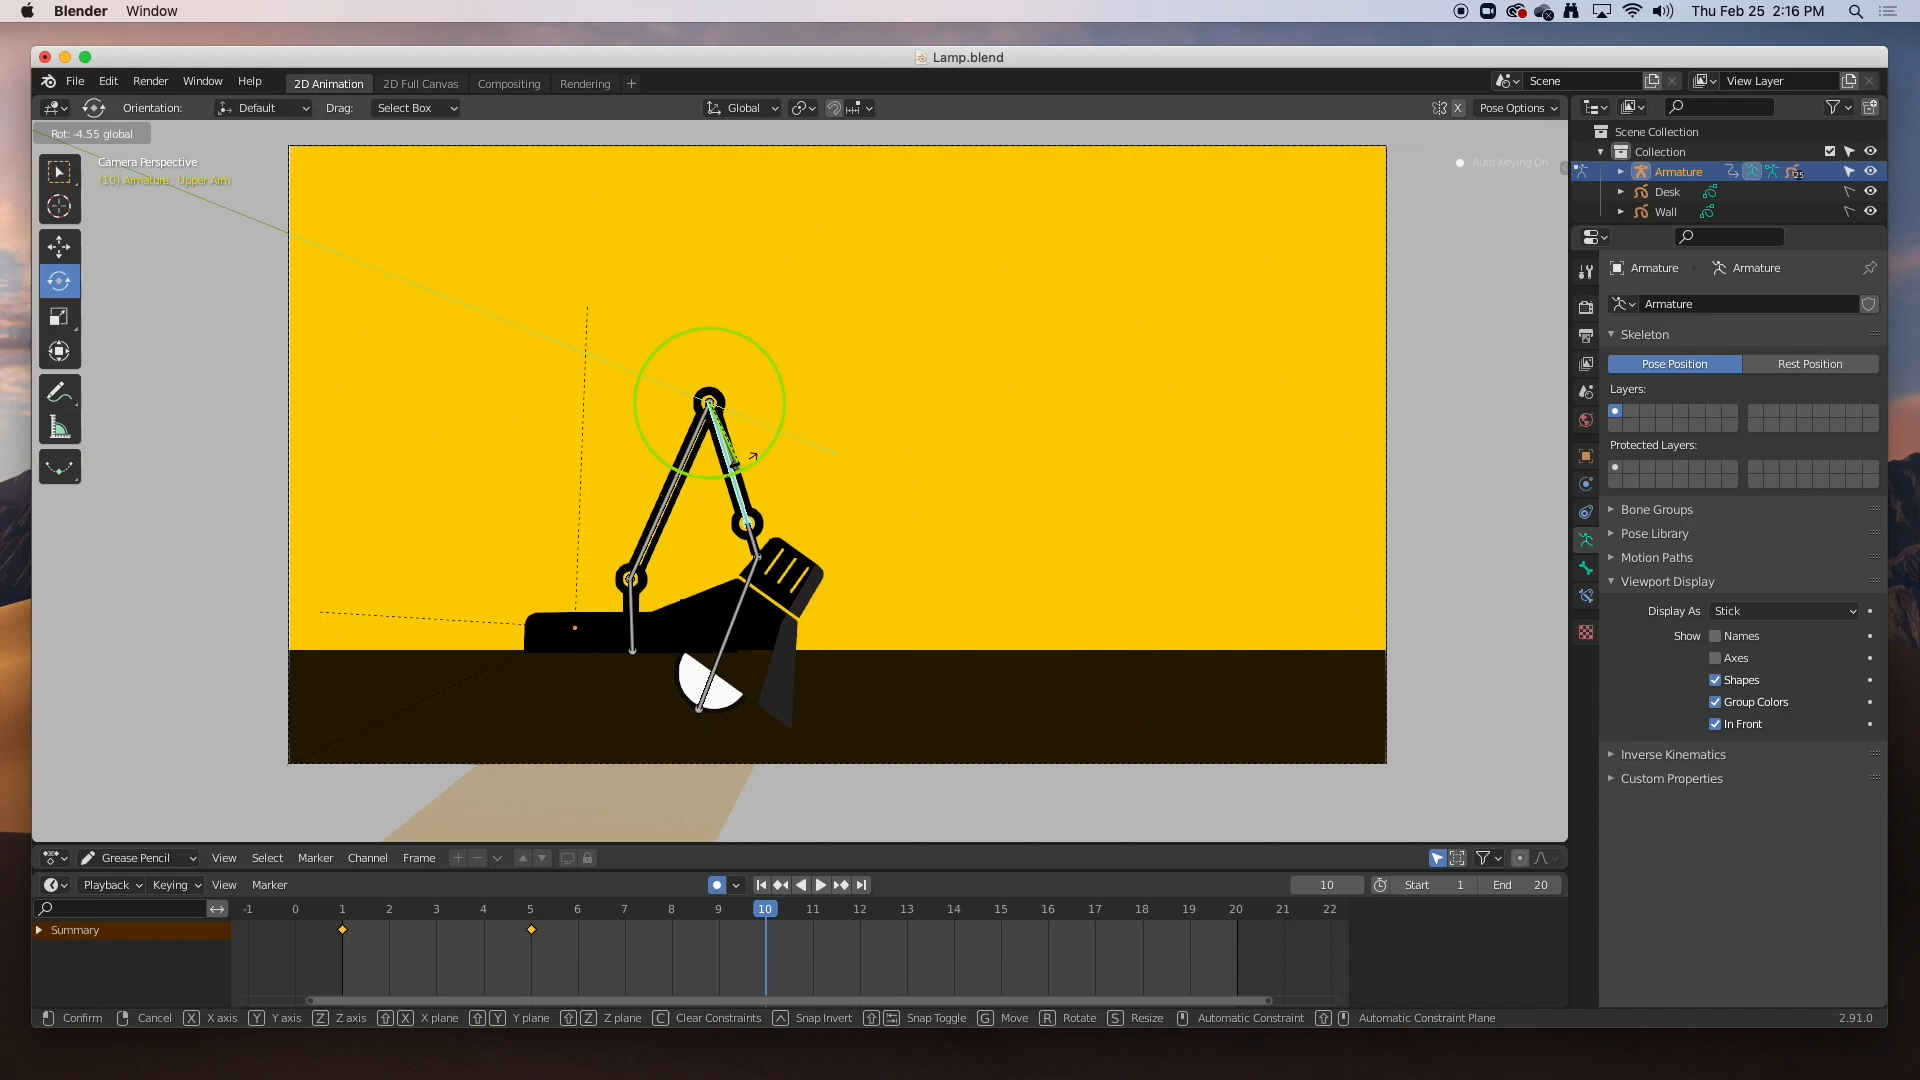 Blender Window Thu Feb 25 2:16 PM
Lamp.blend
File Edit Render Window Help 2D Animation 2D Full Canvas Compositing Rendering + Scene View Layer
Orientation: Default Drag: Select Box Global X Pose Options
Rot: -4.55 global
Camera Perspective
(10) Armature : Upper Arm
Auto Keying On
Scene Collection
Collection
Armature 25
Desk
Wall
Armature Armature
Armature
Skeleton
Pose Position Rest Position
Layers:
Protected Layers:
Bone Groups
Pose Library
Motion Paths
Viewport Display
Display As Stick
Show Names
Axes
Shapes
Group Colors
In Front
Inverse Kinematics
Custom Properties
Grease Pencil View Select Marker Channel Frame
Playback Keying View Marker 10 Start 1 End 20
-1 0 1 2 3 4 5 6 7 8 9 10 11 12 13 14 15 16 17 18 19 20 21 22
Summary
Confirm Cancel X X axis Y Y axis Z Z axis X X plane Y Y plane Z Z plane C Clear Constraints Snap Invert Snap Toggle G Move R Rotate S Resize Automatic Constraint Automatic Constraint Plane 2.91.0